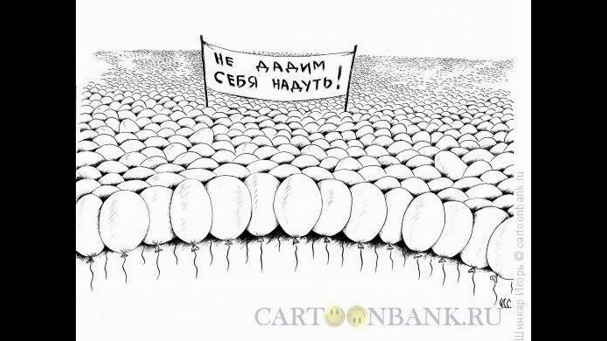 НЕ ДАДИМ
СЕБЯ НАДУТЬ!
CARTOONBANK.RU
Шинкар Игорь © cartoonbank.ru